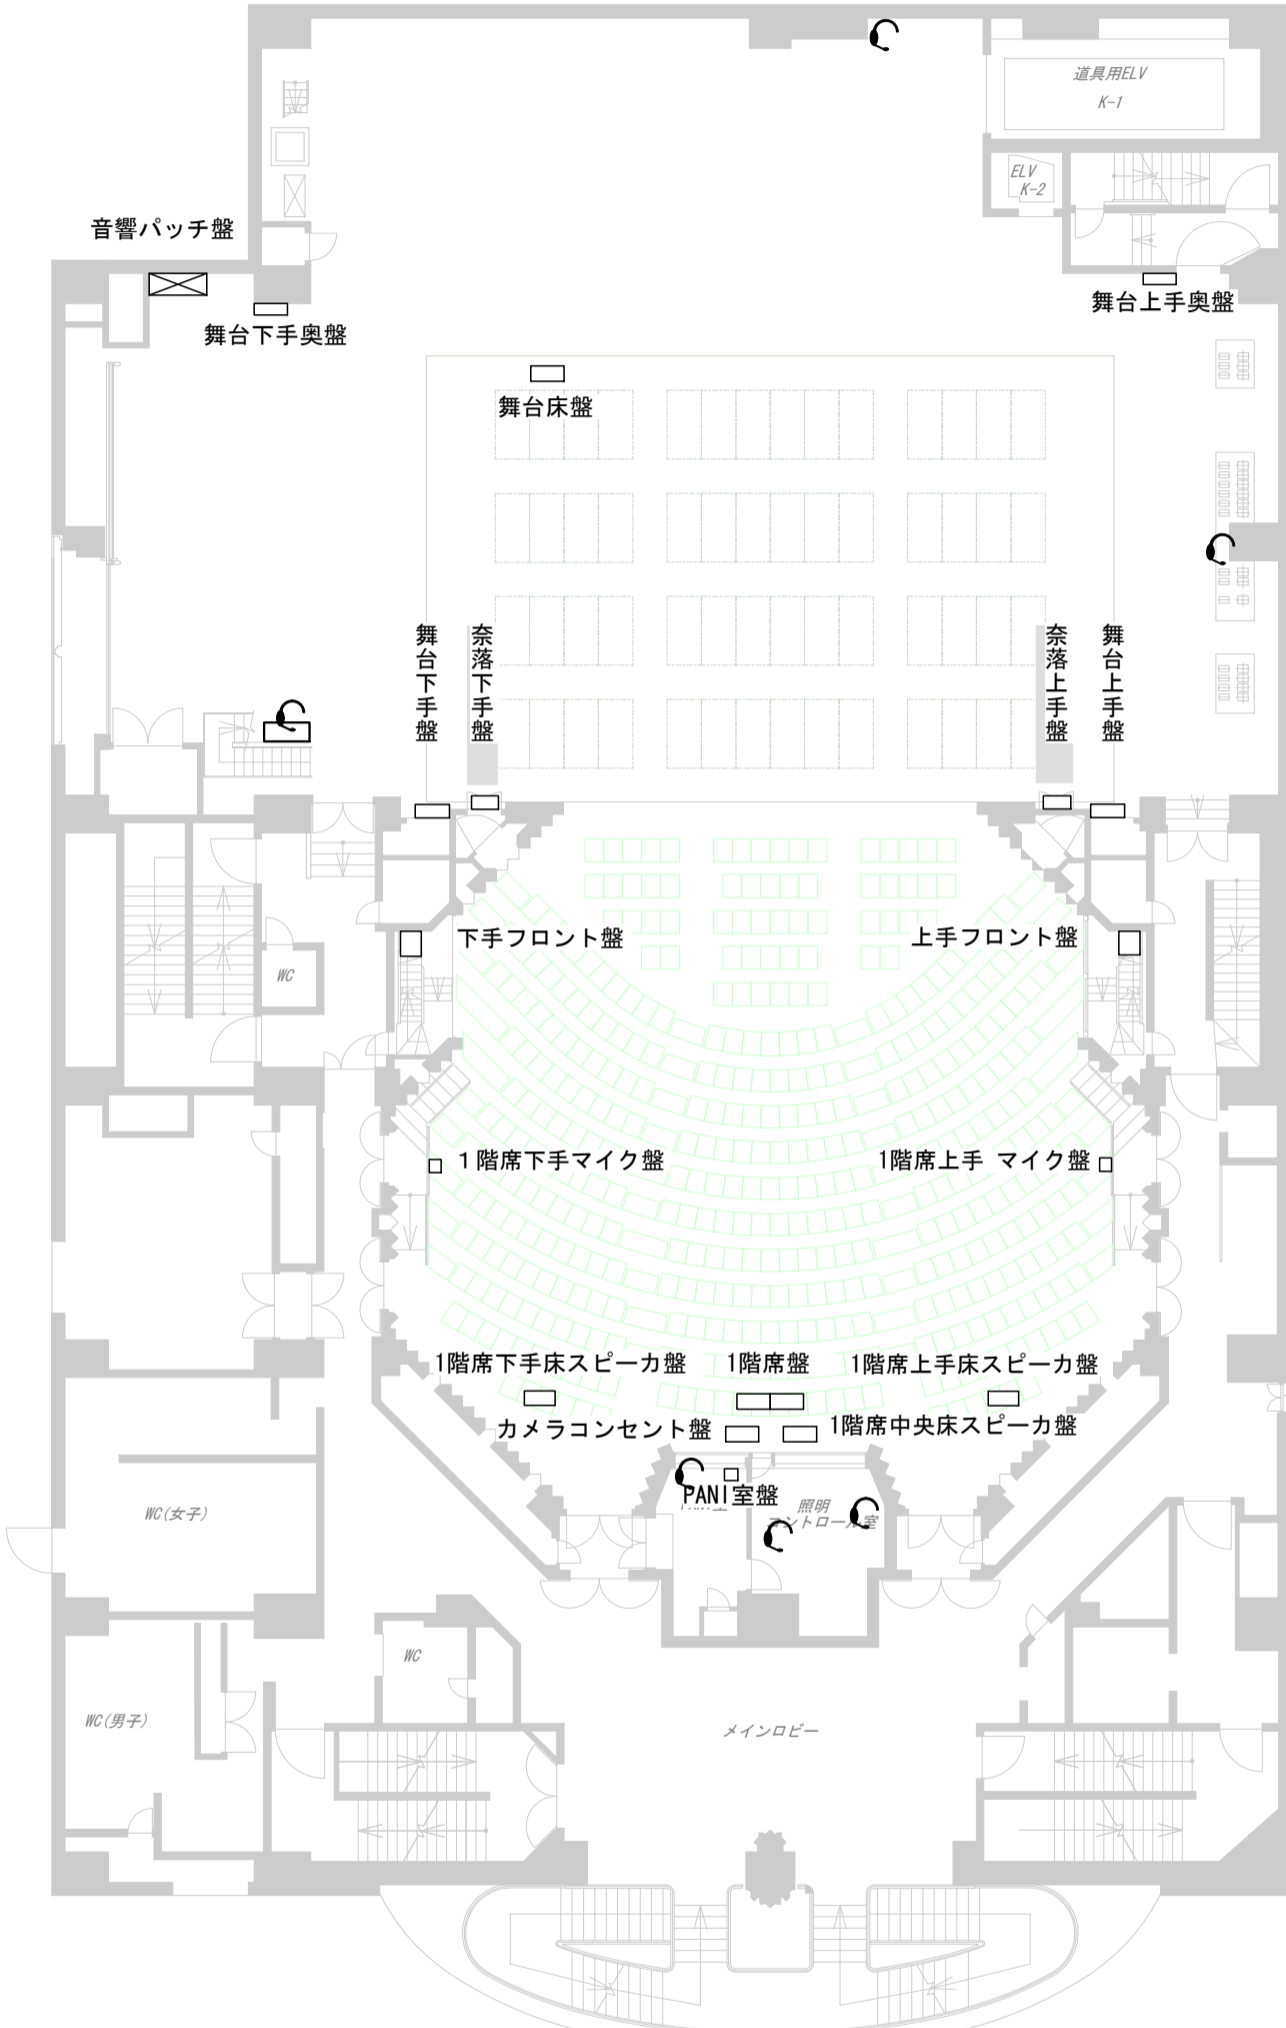 道具用ELV
K-1
ELV
K-2
音響パッチ盤
舞台下手奥盤
舞台上手奥盤
舞台床盤
舞台下手盤
奈落下手盤
奈落上手盤
舞台上手盤
下手フロント盤
上手フロント盤
WC
１階席下手マイク盤
1階席上手 マイク盤
1階席下手床スピーカ盤
1階席盤
1階席上手床スピーカ盤
カメラコンセント盤
1階席中央床スピーカ盤
PANI室盤
照明
コントロール室
WC(女子)
WC
WC(男子)
メインロビー